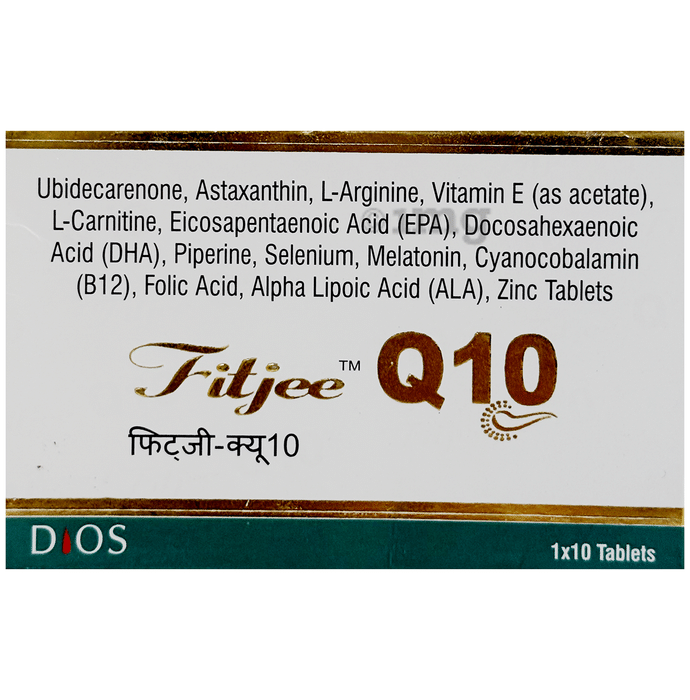 Ubidecarenone, Astaxanthin, L-Arginine, Vitamin E (as acetate),
L-Carnitine, Eicosapentaenoic Acid (EPA), Docosahexaenoic
Acid (DHA), Piperine, Selenium, Melatonin, Cyanocobalamin
(B12), Folic Acid, Alpha Lipoic Acid (ALA), Zinc Tablets
Fitjee™ Q10
फिट्जी-क्यू10
DIOS
1x10 Tablets